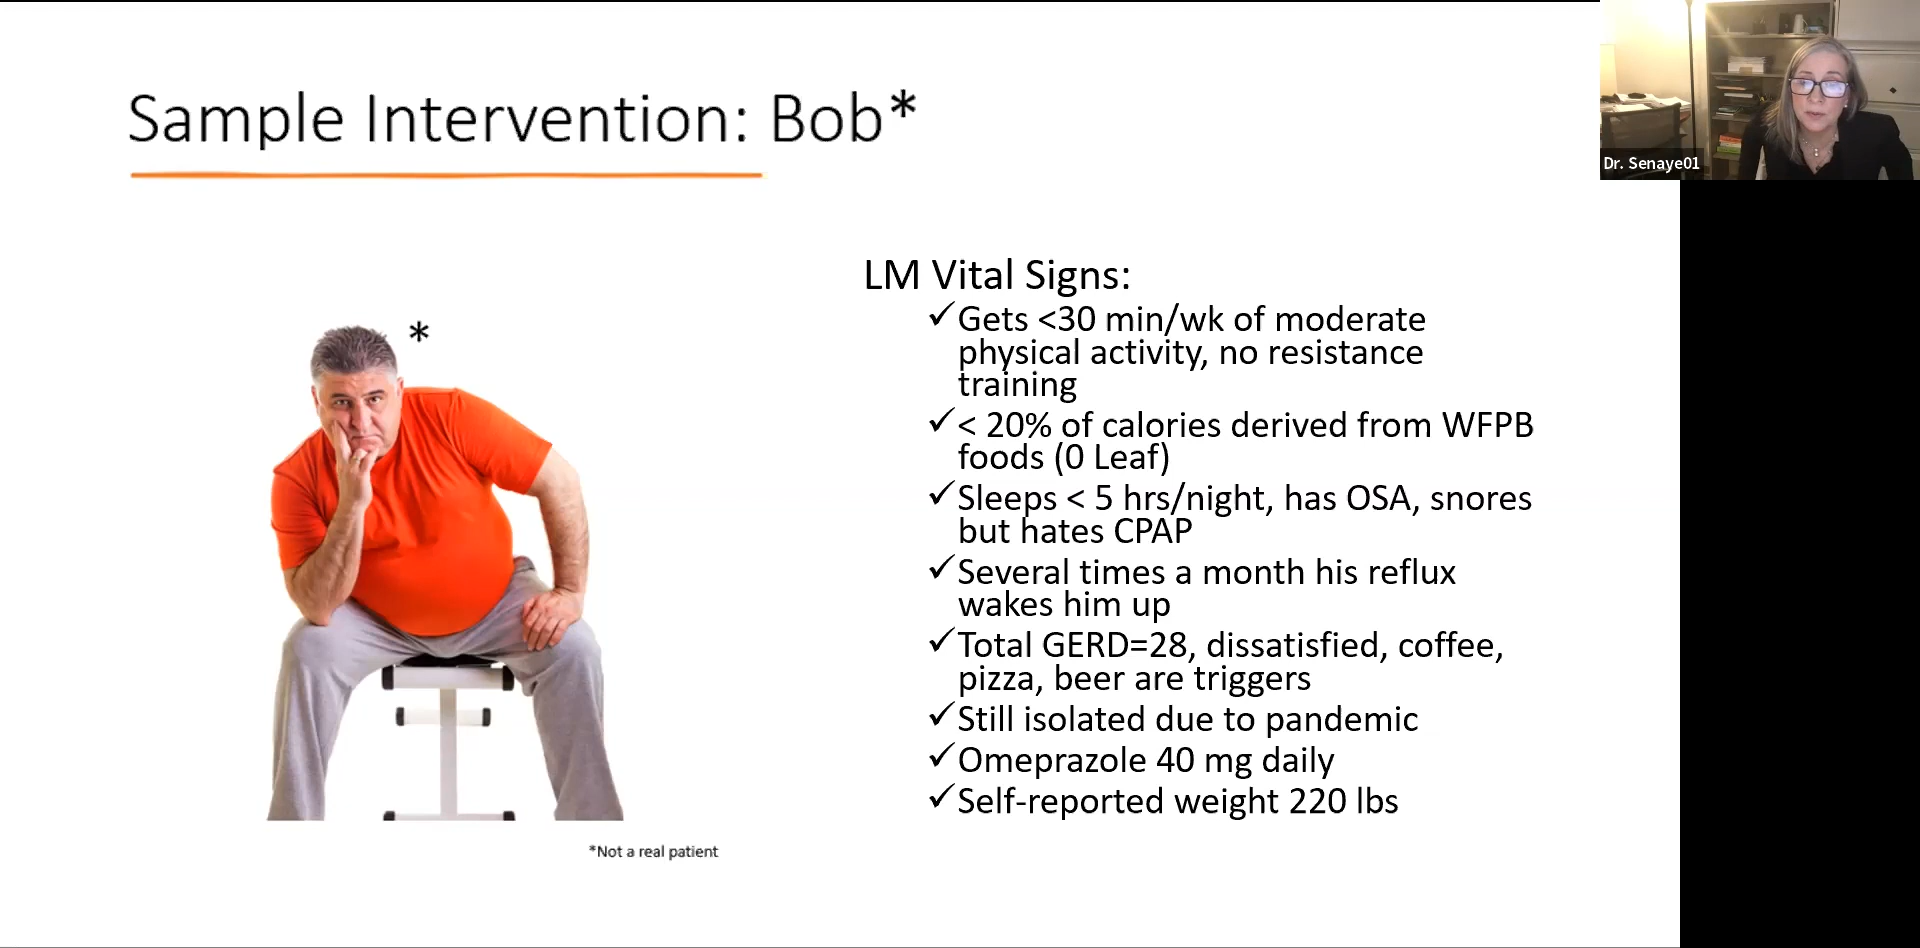 Sample Intervention: Bob*
Dr. Senaye01
LM Vital Signs:
✓Gets <30 min/wk of moderate
physical activity, no resistance
training
✓< 20% of calories derived from WFPB
foods (0 Leaf)
✓Sleeps < 5 hrs/night, has OSA, snores
but hates CPAP
✓Several times a month his reflux
wakes him up
✓Total GERD=28, dissatisfied, coffee,
pizza, beer are triggers
✓Still isolated due to pandemic
✓Omeprazole 40 mg daily
✓Self-reported weight 220 lbs
*
*Not a real patient